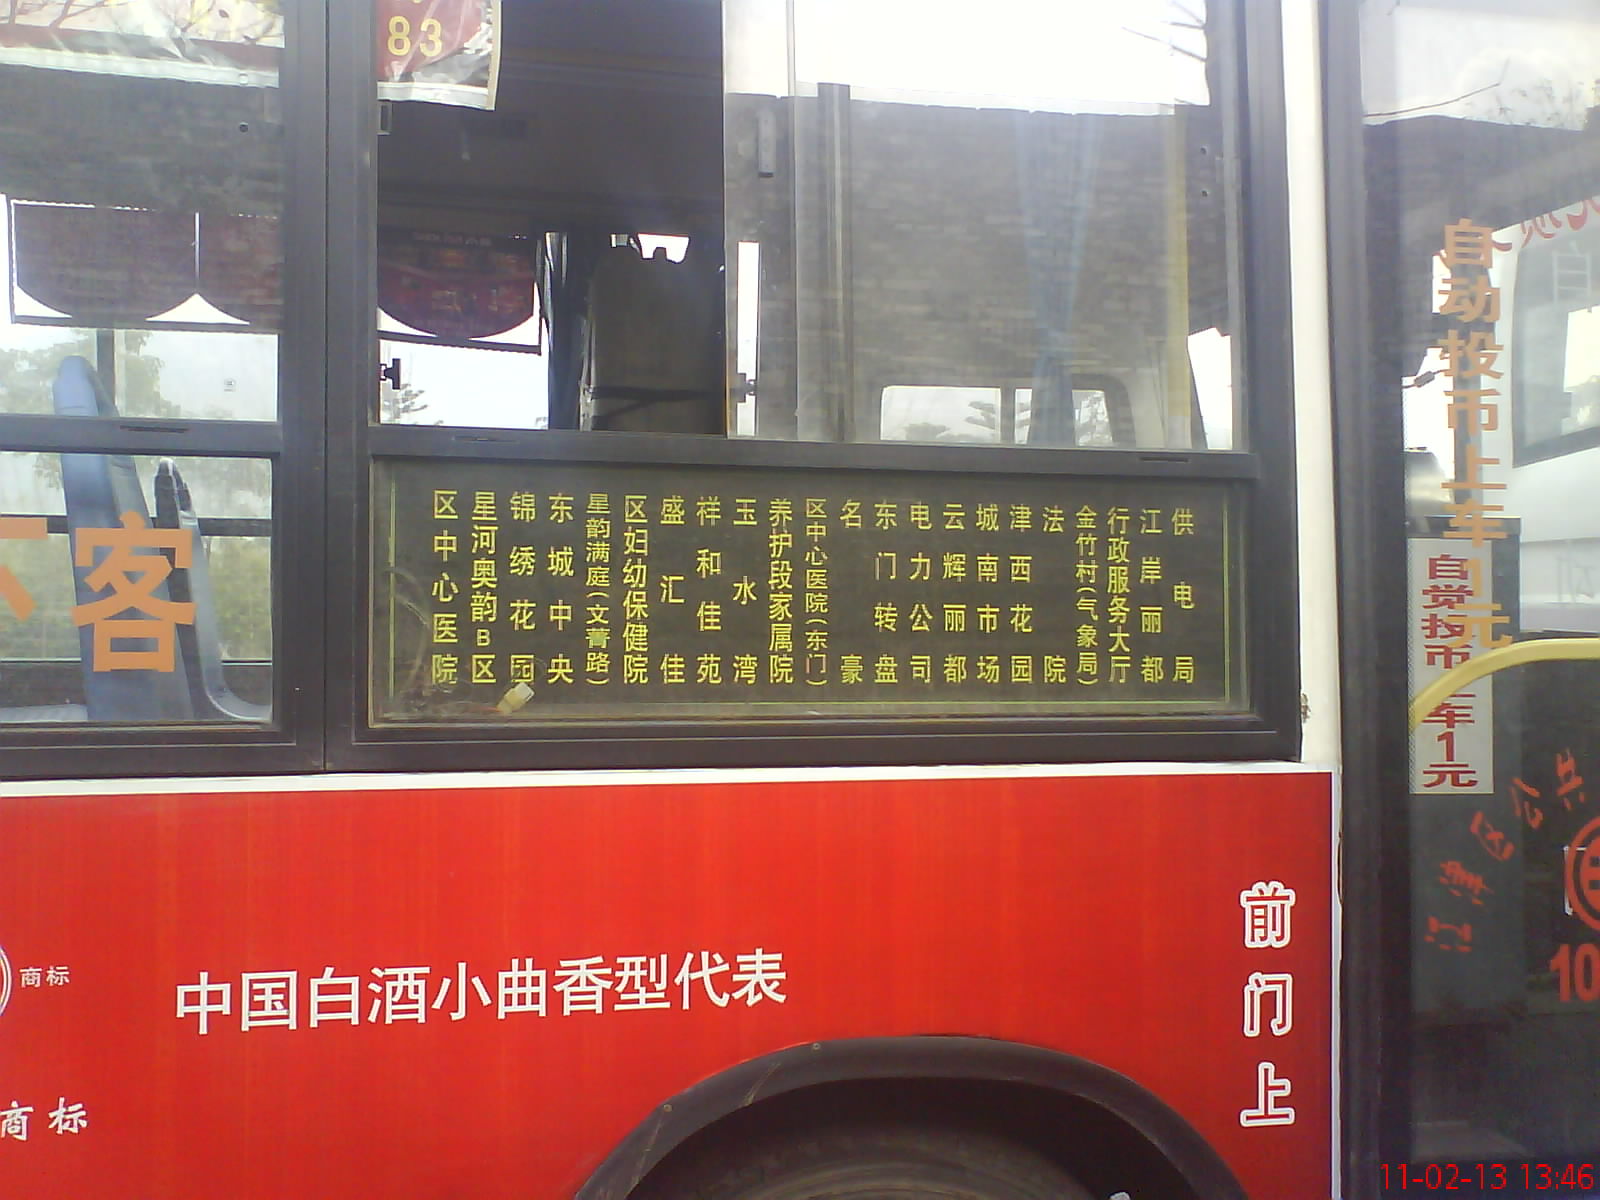 83
客
区中心医院
星河奥韵B区
锦绣花园
东城中央
星韵满庭(文菁路)
区妇幼保健院
盛汇佳
祥和佳苑
玉水湾
养护段家属院
区中心医院(东门)
名豪
东门转盘
电力公司
云辉丽都
城南市场
津西花园
法院
金竹村(气象局)
行政服务大厅
江岸丽都
供电局
自动投币上车1元
自觉投币上车1元
江津区公共
10
商标
中国白酒小曲香型代表
商标
前门上
11-02-13 13:46